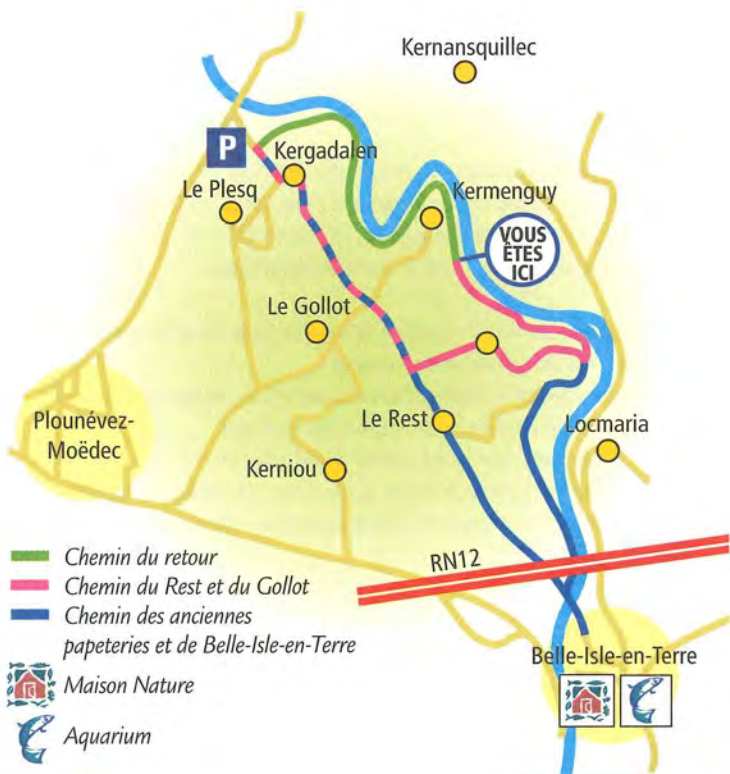 Kernansquillec
P
Kergadalen
Le Plesq
Kermenguy
VOUS
ÊTES
ICI
Le Gollot
Plounévez-
Moëdec
Le Rest
Locmaria
Kerniou
RN12
Chemin du retour
Chemin du Rest et du Gollot
Chemin des anciennes
papeteries et de Belle-Isle-en-Terre
Belle-Isle-en-Terre
Maison Nature
Aquarium